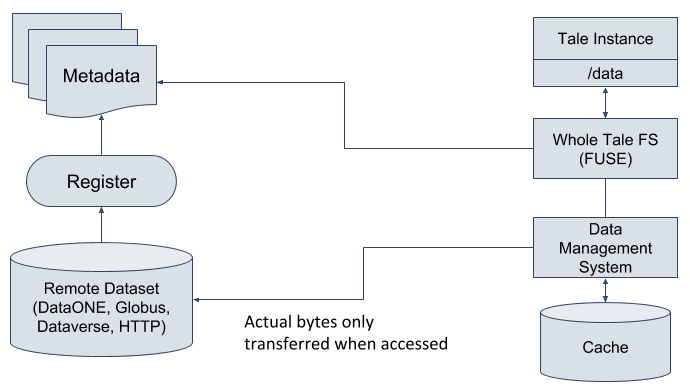 Metadata
Register
Remote Dataset
(DataONE, Globus,
Dataverse, HTTP)
Actual bytes only
transferred when accessed
Tale Instance
/data
Whole Tale FS
(FUSE)
Data
Management
System
Cache